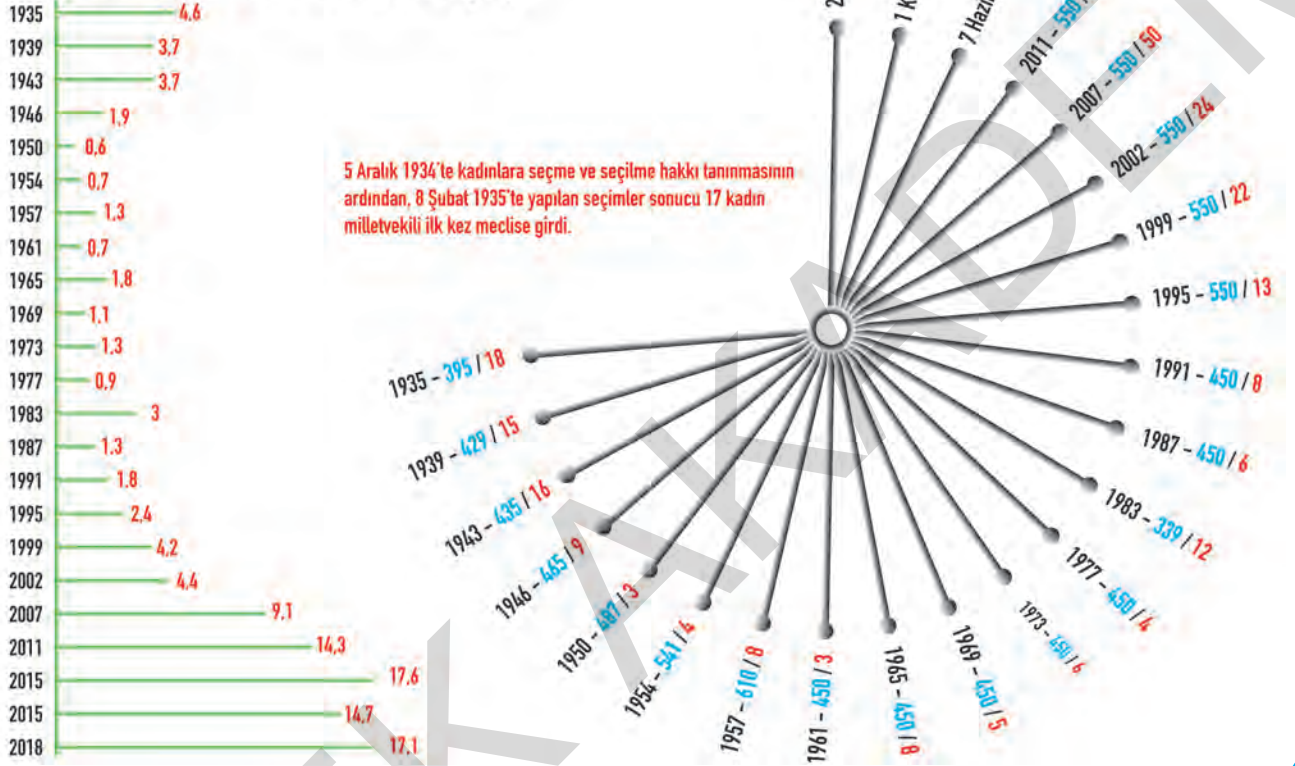 1935 4,6
1939 3,7
1943 3,7
1946 1,9
1950 0,6
1954 0,7
1957 1,3
1961 0,7
1965 1,8
1969 1,1
1973 1,3
1977 0,9
1983 3
1987 1,3
1991 1,8
1995 2,4
1999 4,2
2002 4,4
2007 9,1
2011 14,3
2015 17,6
2015 14,7
2018 17,1
5 Aralık 1934'te kadınlara seçme ve seçilme hakkı tanınmasının
ardından, 8 Şubat 1935'te yapılan seçimler sonucu 17 kadın
milletvekili ilk kez meclise girdi.
1935 - 395 / 18
1939 - 429 / 15
1943 - 435 / 16
1946 - 465 / 9
1950 - 487 / 3
1954 - 541 / 4
1957 - 610 / 8
1961 - 450 / 3
1965 - 450 / 8
1969 - 450 / 5
1973 - 450 / 6
1977 - 450 / 4
1983 - 339 / 12
1987 - 450 / 6
1991 - 450 / 8
1995 - 550 / 13
1999 - 550 / 22
2002 - 550 / 24
2007 - 550 / 50
2011 - 550 /
7
1
2